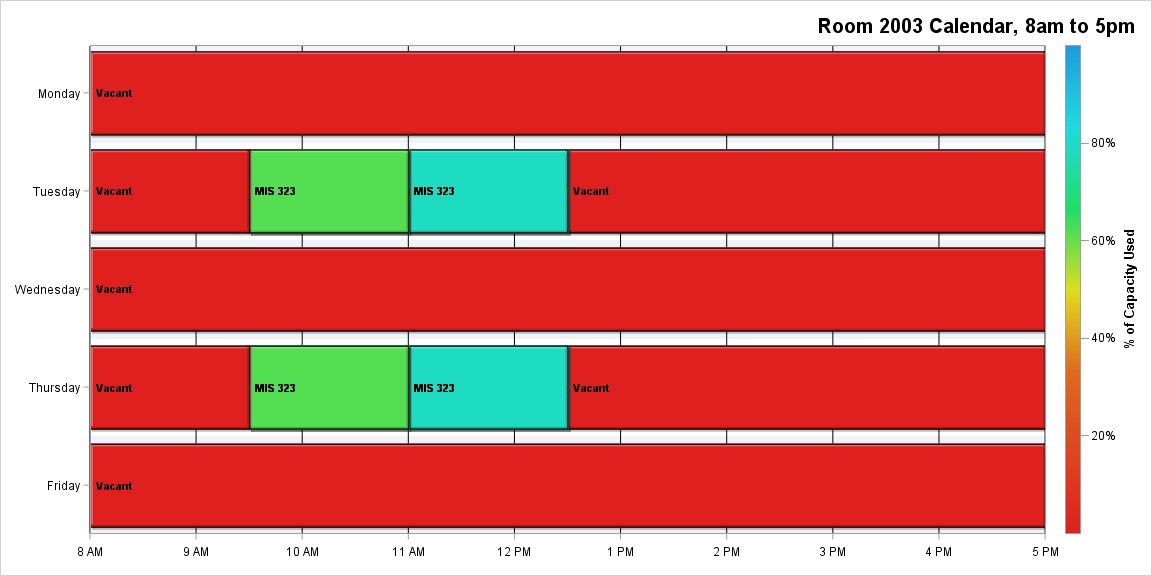 Room 2003 Calendar, 8am to 5pm
Monday
Vacant
Tuesday
Vacant
MIS 323
MIS 323
Vacant
Wednesday
Vacant
Thursday
Vacant
MIS 323
MIS 323
Vacant
Friday
Vacant
8 AM
9 AM
10 AM
11 AM
12 PM
1 PM
2 PM
3 PM
4 PM
5 PM
80%
60%
40%
20%
% of Capacity Used